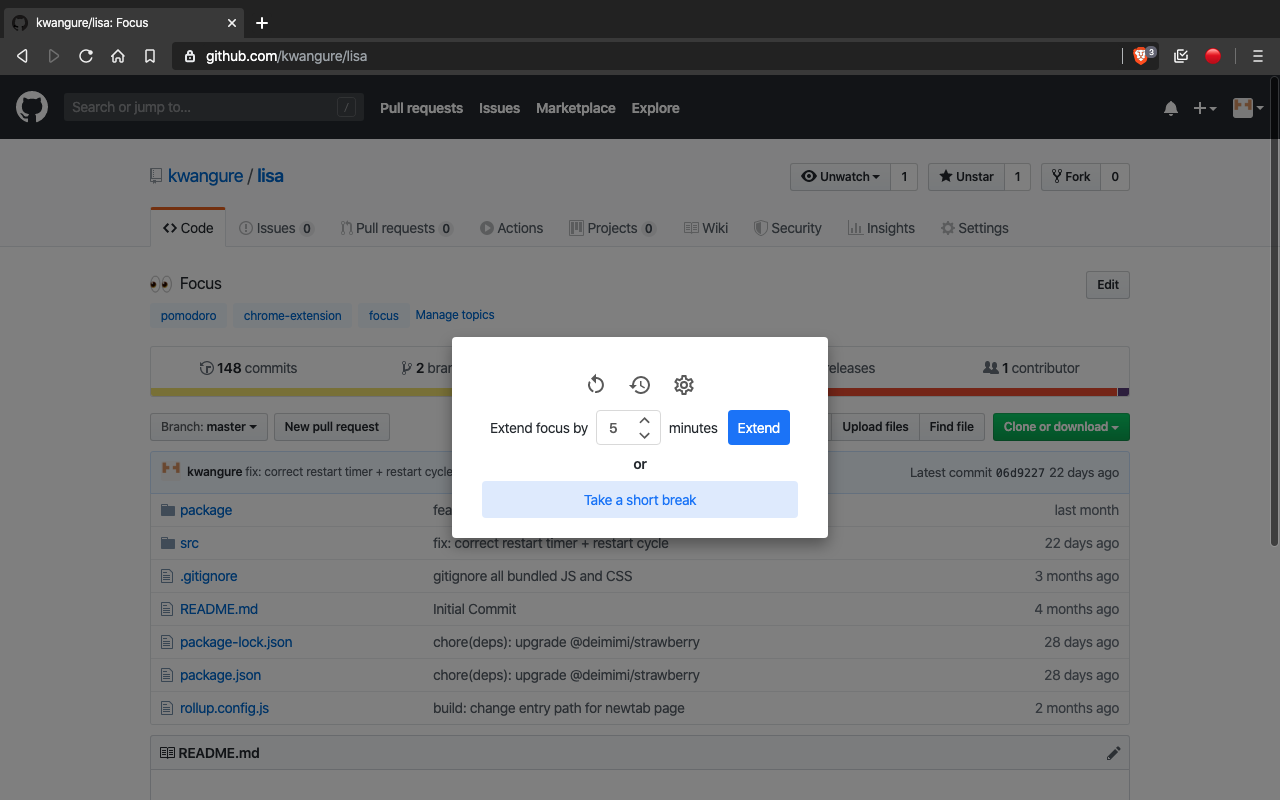 kwangure/lisa: Focus
github.com/kwangure/lisa
3
Search or jump to...
/
Pull requests
Issues
Marketplace
Explore
kwangure / lisa
Unwatch 1
Unstar 1
Fork 0
Code
Issues 0
Pull requests 0
Actions
Projects 0
Wiki
Security
Insights
Settings
👀 Focus
Edit
pomodoro chrome-extension focus Manage topics
148 commits
2 bran
eleases
1 contributor
Branch: master
New pull request
Upload files
Find file
Clone or download
Extend focus by 5 minutes Extend
or
Take a short break
kwangure fix: correct restart timer + restart cycle
Latest commit 06d9227 22 days ago
package fea last month
src fix: correct restart timer + restart cycle 22 days ago
.gitignore gitignore all bundled JS and CSS 3 months ago
README.md Initial Commit 4 months ago
package-lock.json chore(deps): upgrade @deimimi/strawberry 28 days ago
package.json chore(deps): upgrade @deimimi/strawberry 28 days ago
rollup.config.js build: change entry path for newtab page 2 months ago
README.md